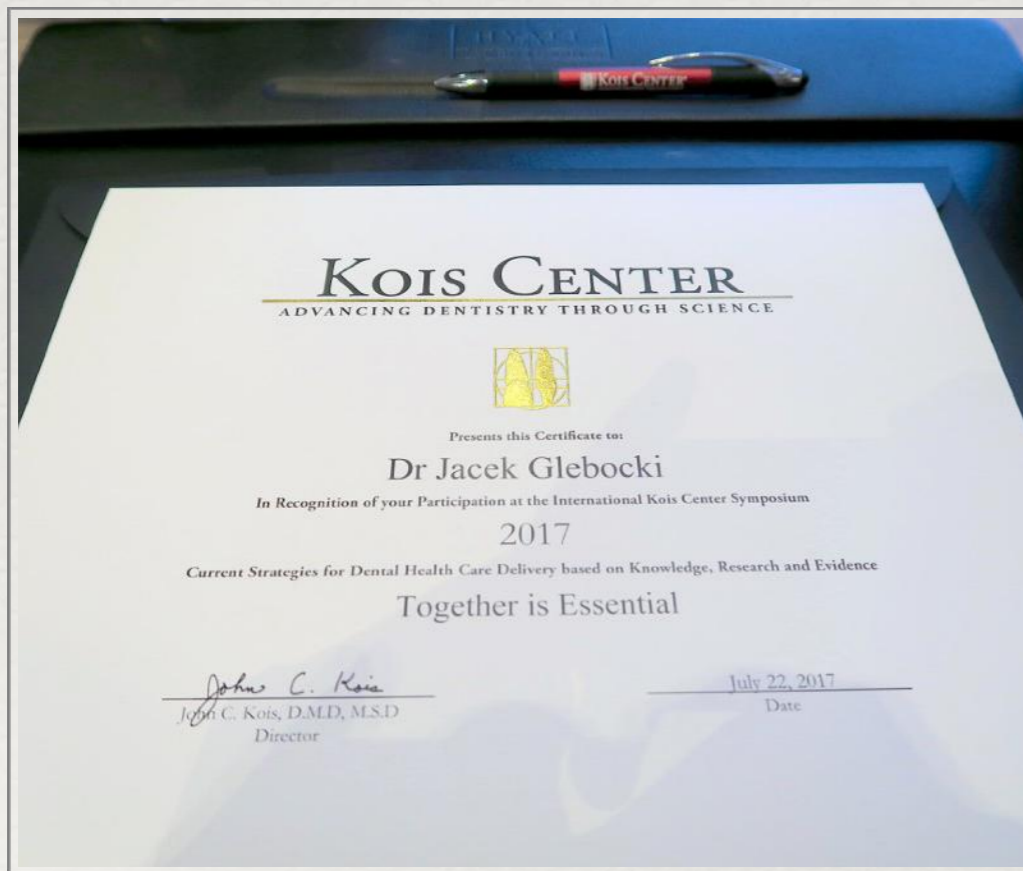 HYATT
KOIS CENTER
KOIS CENTER
ADVANCING DENTISTRY THROUGH SCIENCE
Presents this Certificate to:
Dr Jacek Glebocki
In Recognition of your Participation at the International Kois Center Symposium
2017
Current Strategies for Dental Health Care Delivery based on Knowledge, Research and Evidence
Together is Essential
John C. Kois
July 22, 2017
John C. Kois, D.M.D, M.S.D
Date
Director